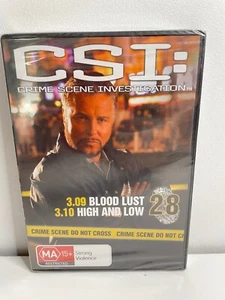 CSI:
CRIME SCENE INVESTIGATION
3.09 BLOOD LUST
3.10 HIGH AND LOW
28
CRIME SCENE DO NOT CROSS CRIME SCENE DO NOT CR
MA 15+
Strong
Violence